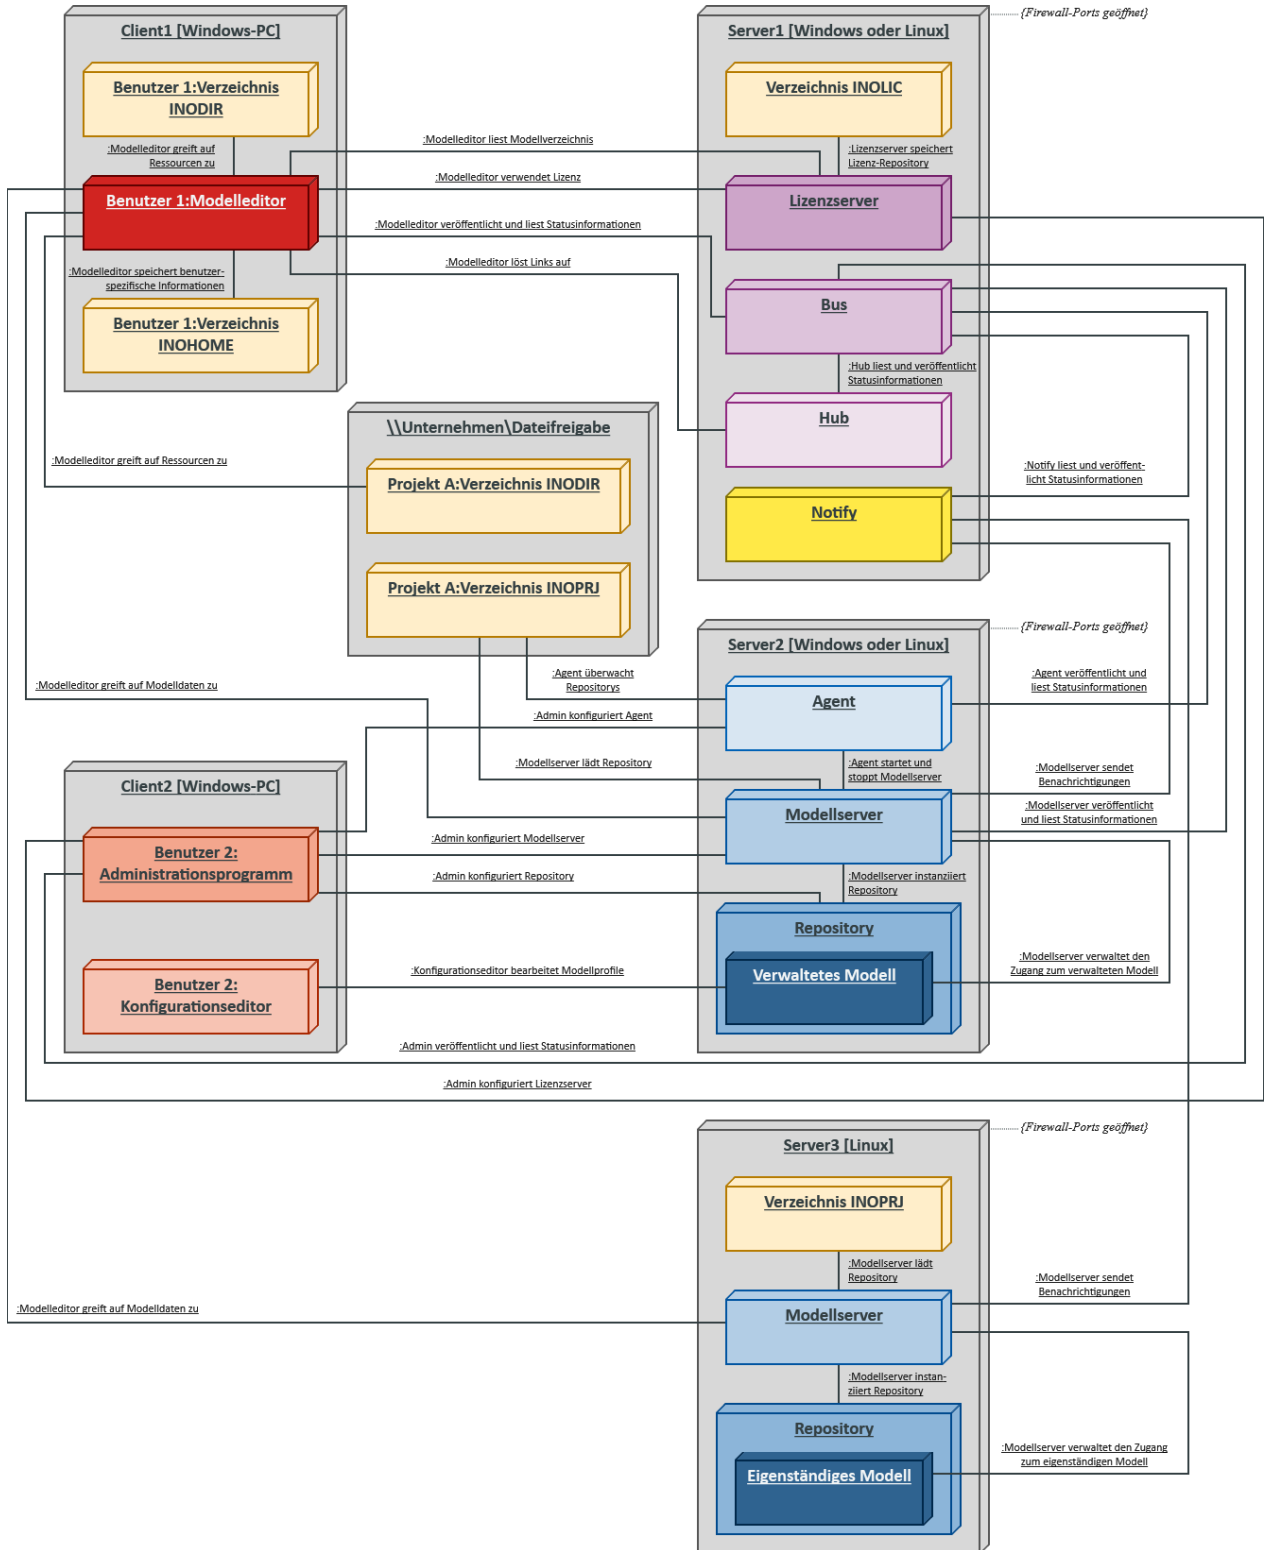 Client1 [Windows-PC]
Benutzer 1:Verzeichnis
INODIR
:Modelleditor greift auf
Ressourcen zu
Benutzer 1:Modelleditor
:Modelleditor speichert benutzer-
spezifische Informationen
Benutzer 1:Verzeichnis
INOHOME
:Modelleditor liest Modellverzeichnis
:Modelleditor verwendet Lizenz
:Modelleditor veröffentlicht und liest Statusinformationen
:Modelleditor löst Links auf
Server1 [Windows oder Linux]
{Firewall-Ports geöffnet}
Verzeichnis INOLIC
:Lizenzserver speichert
Lizenz-Repository
Lizenzserver
Bus
:Hub liest und veröffentlicht
Statusinformationen
Hub
Notify
:Notify liest und veröffent-
licht Statusinformationen
\\Unternehmen\Dateifreigabe
Projekt A:Verzeichnis INODIR
Projekt A:Verzeichnis INOPRJ
:Modelleditor greift auf Ressourcen zu
:Modelleditor greift auf Modelldaten zu
:Agent überwacht
Repositorys
:Admin konfiguriert Agent
:Modellserver lädt Repository
Server2 [Windows oder Linux]
{Firewall-Ports geöffnet}
Agent
:Agent veröffentlicht und
liest Statusinformationen
:Agent startet und
stoppt Modellserver
:Modellserver sendet
Benachrichtigungen
Modellserver
:Modellserver veröffentlicht
und liest Statusinformationen
:Modellserver instanziiert
Repository
Repository
Verwaltetes Modell
:Modellserver verwaltet den
Zugang zum verwalteten Modell
Client2 [Windows-PC]
Benutzer 2:
Administrationsprogramm
:Admin konfiguriert Modellserver
:Admin konfiguriert Repository
Benutzer 2:
Konfigurationseditor
:Konfigurationseditor bearbeitet Modellprofile
:Admin veröffentlicht und liest Statusinformationen
:Admin konfiguriert Lizenzserver
Server3 [Linux]
{Firewall-Ports geöffnet}
Verzeichnis INOPRJ
:Modellserver lädt
Repository
:Modellserver sendet
Benachrichtigungen
:Modelleditor greift auf Modelldaten zu
Modellserver
:Modellserver instan-
ziiert Repository
Repository
Eigenständiges Modell
:Modellserver verwaltet den Zugang
zum eigenständigen Modell